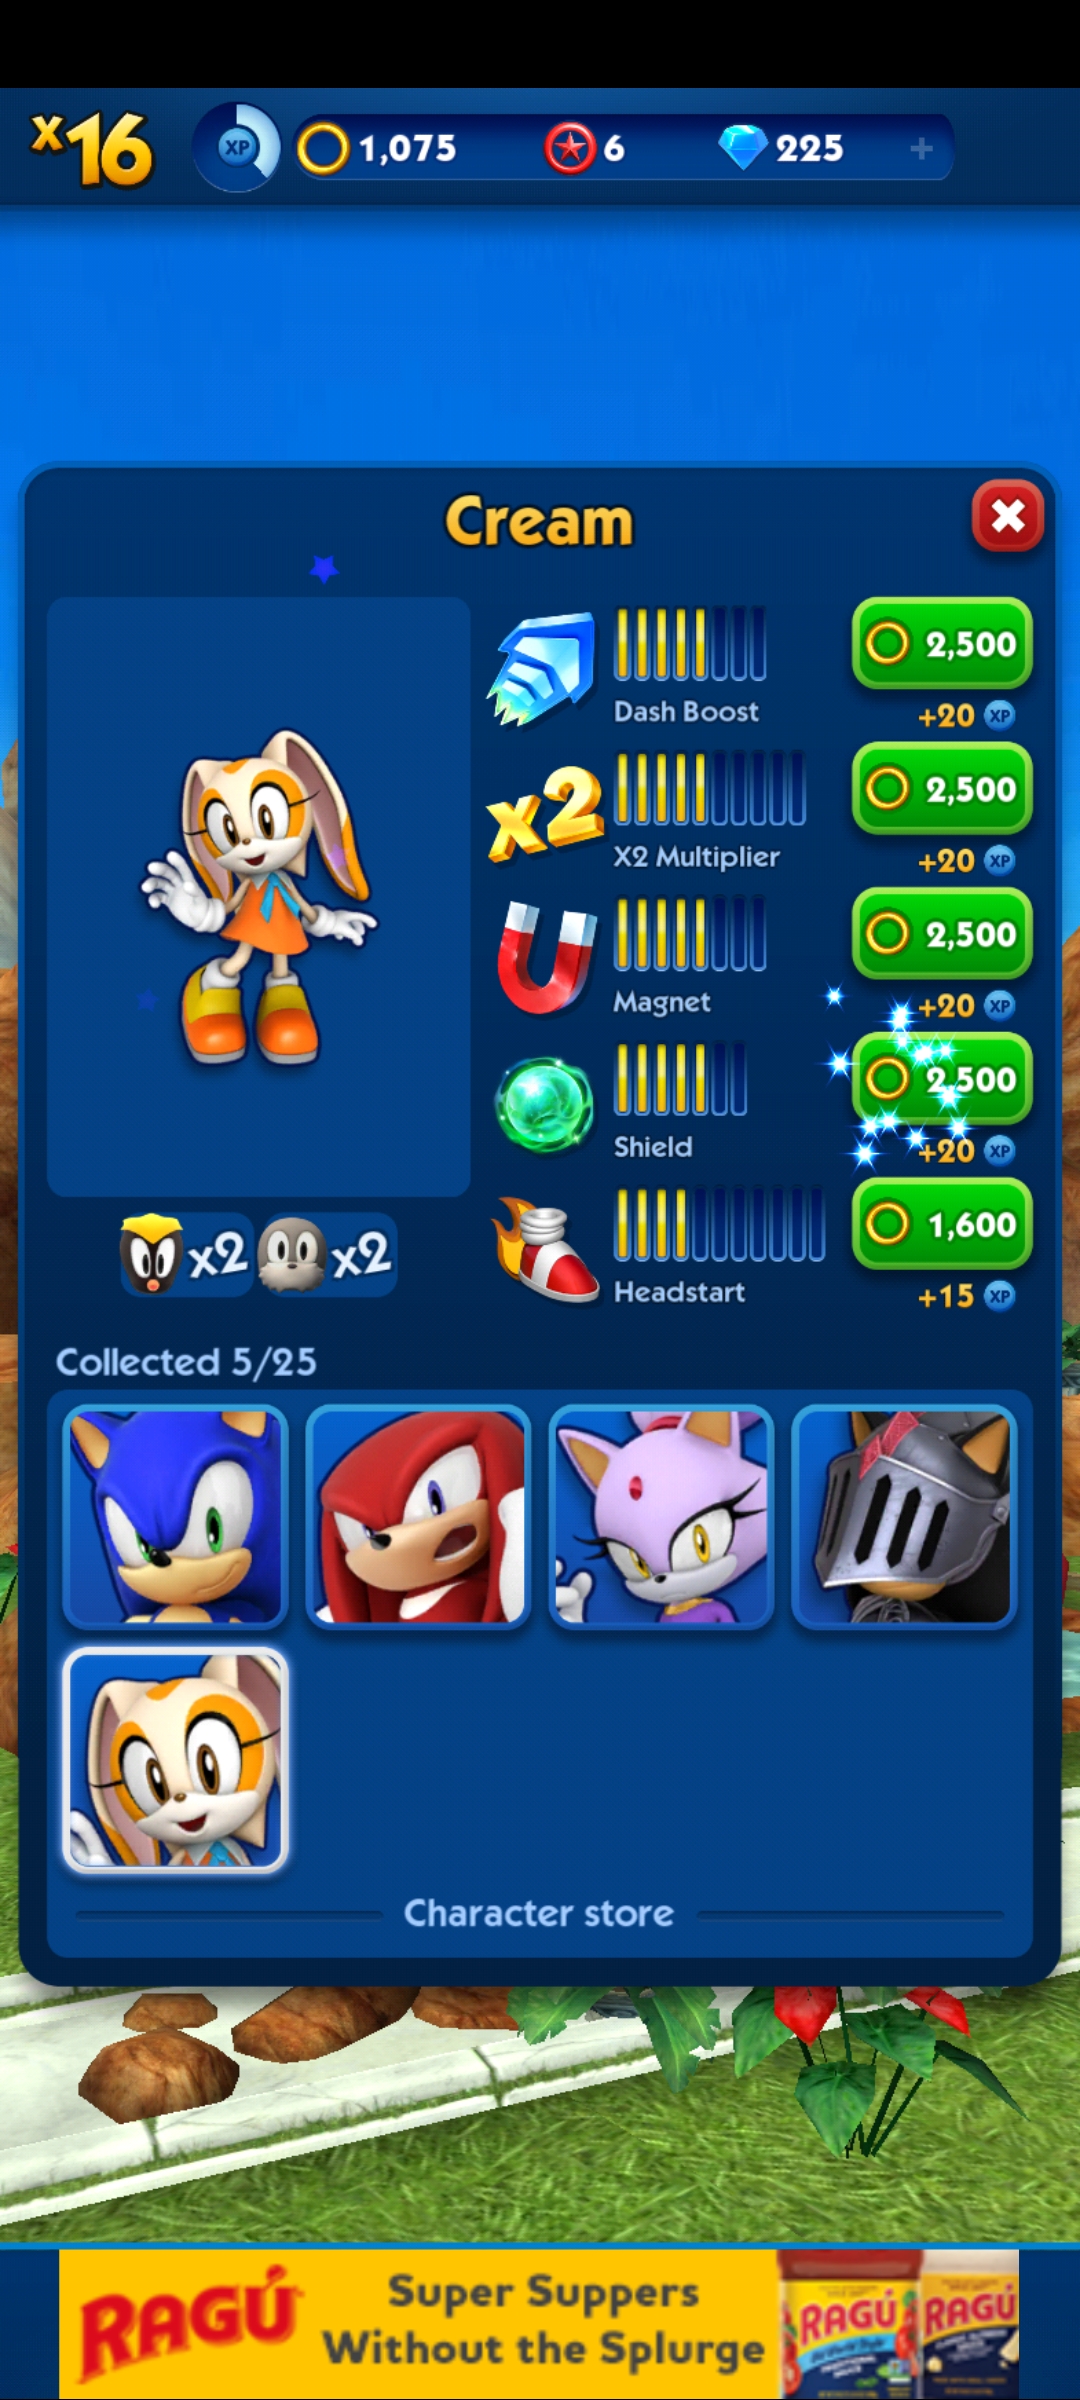 x16
XP
1,075
6
225
+
Cream
2,500
Dash Boost
+20 XP
x2
2,500
X2 Multiplier
+20 XP
2,500
Magnet
+20 XP
2,500
Shield
+20 XP
x2
x2
1,600
Headstart
+15 XP
Collected 5/25
Character store
RAGÚ
Super Suppers
Without the Splurge
RAGÚ
RAGÚ